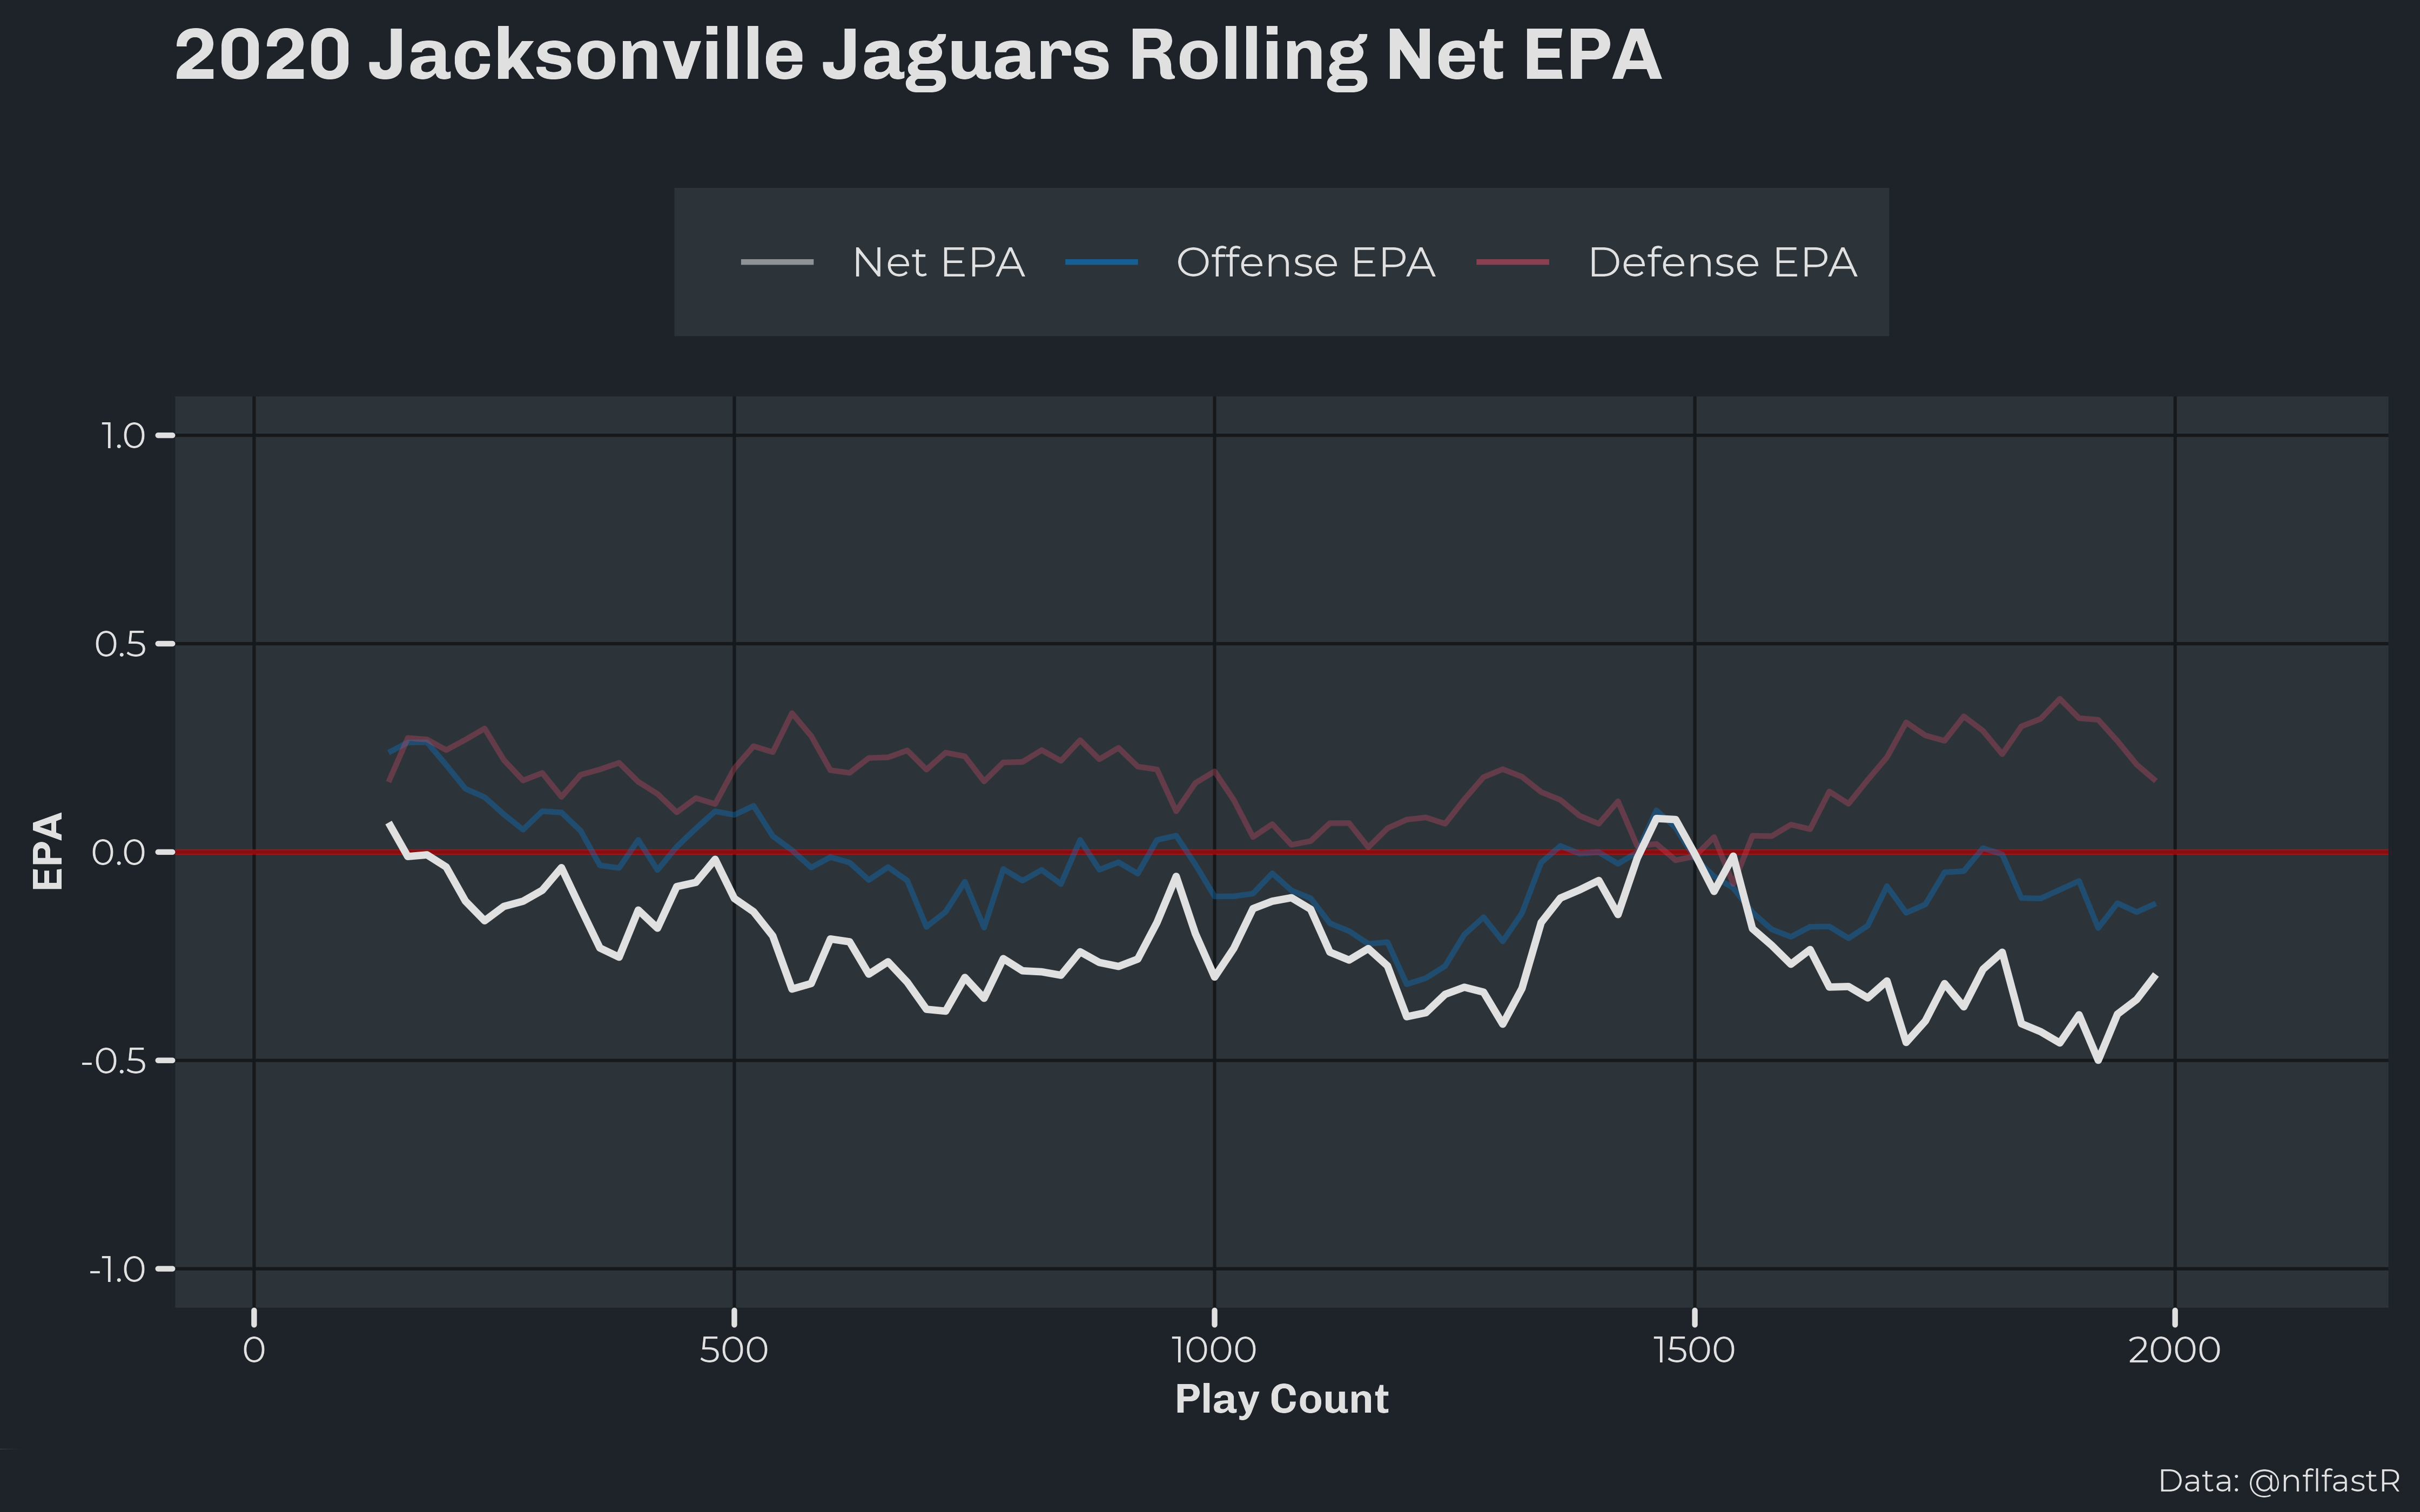 2020 Jacksonville Jaguars Rolling Net EPA
Net EPA Offense EPA Defense EPA
1.0
0.5
0.0
-0.5
-1.0
EPA
0 500 1000 1500 2000
Play Count
Data: @nflfastR